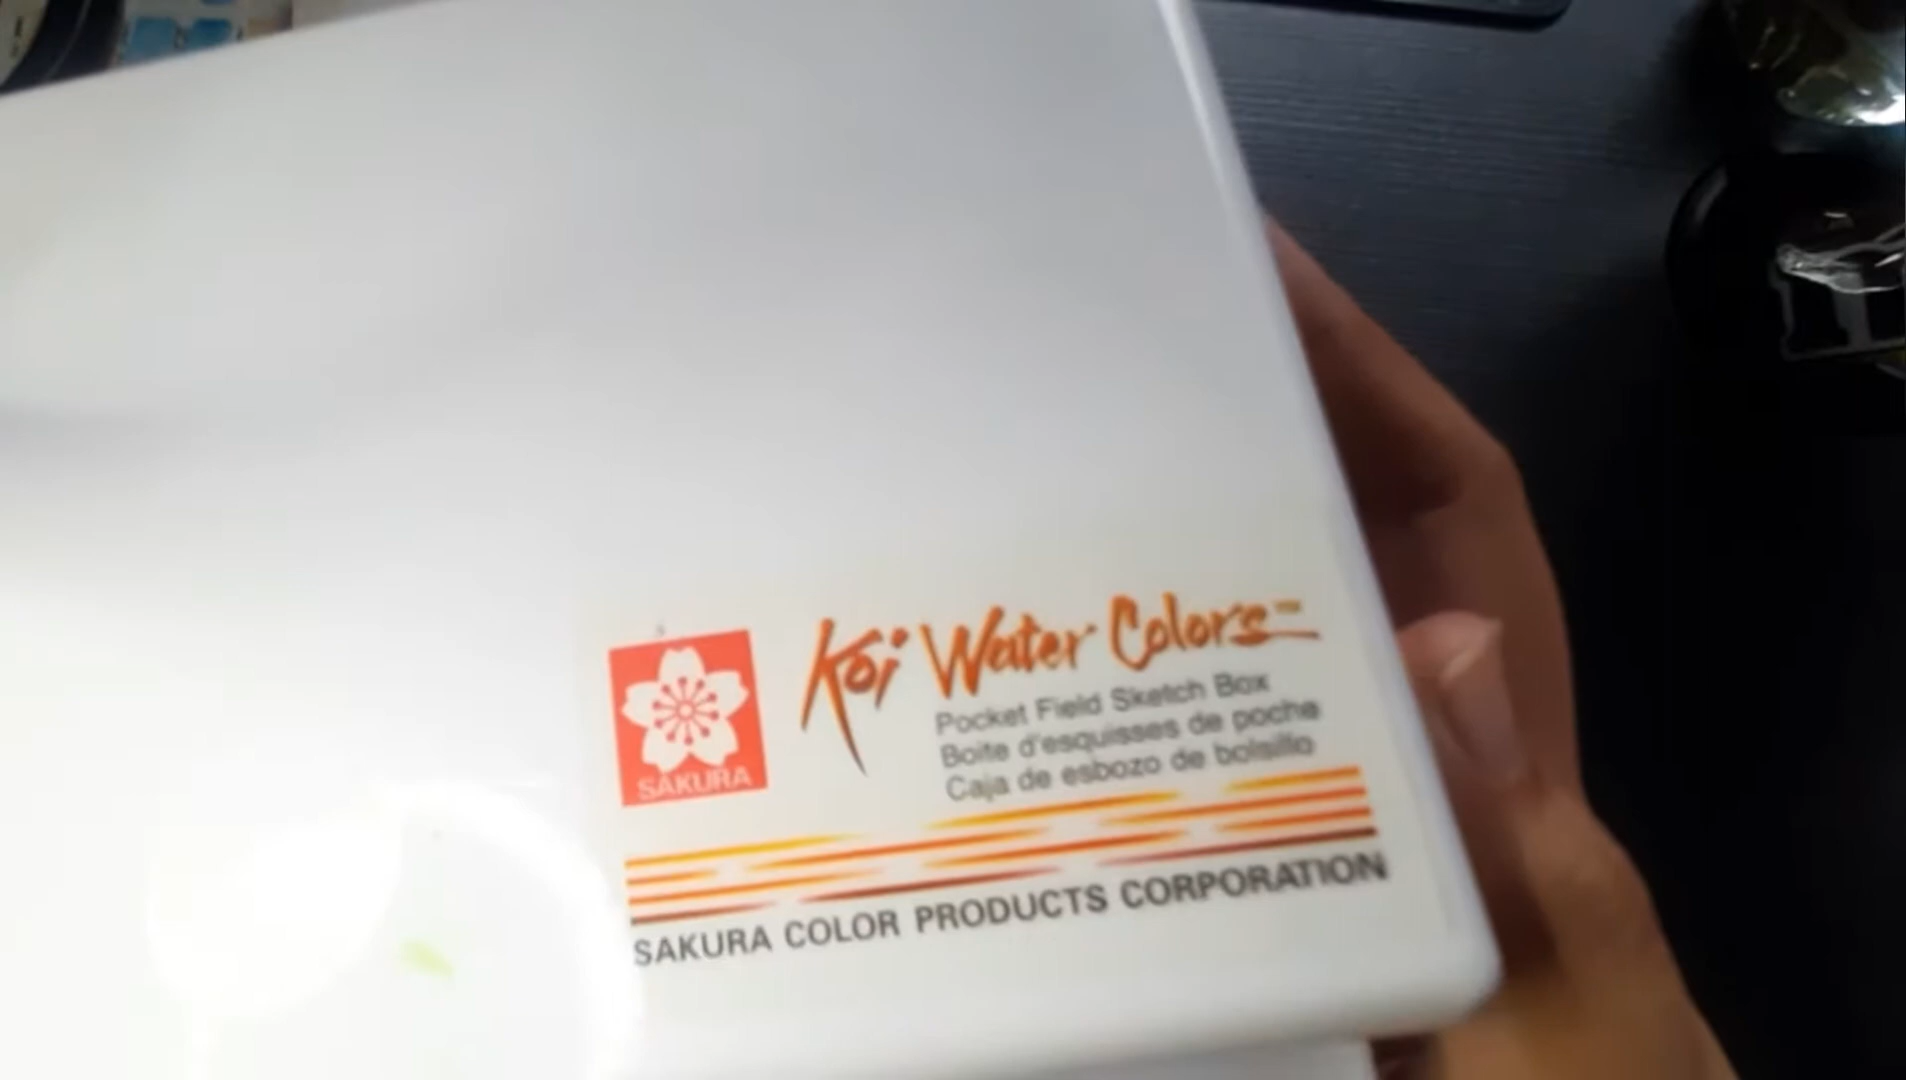 SAKURA
Koi Water Colors™
Pocket Field Sketch Box
Boite d'esquisses de poche
Caja de esbozo de bolsillo
SAKURA COLOR PRODUCTS CORPORATION